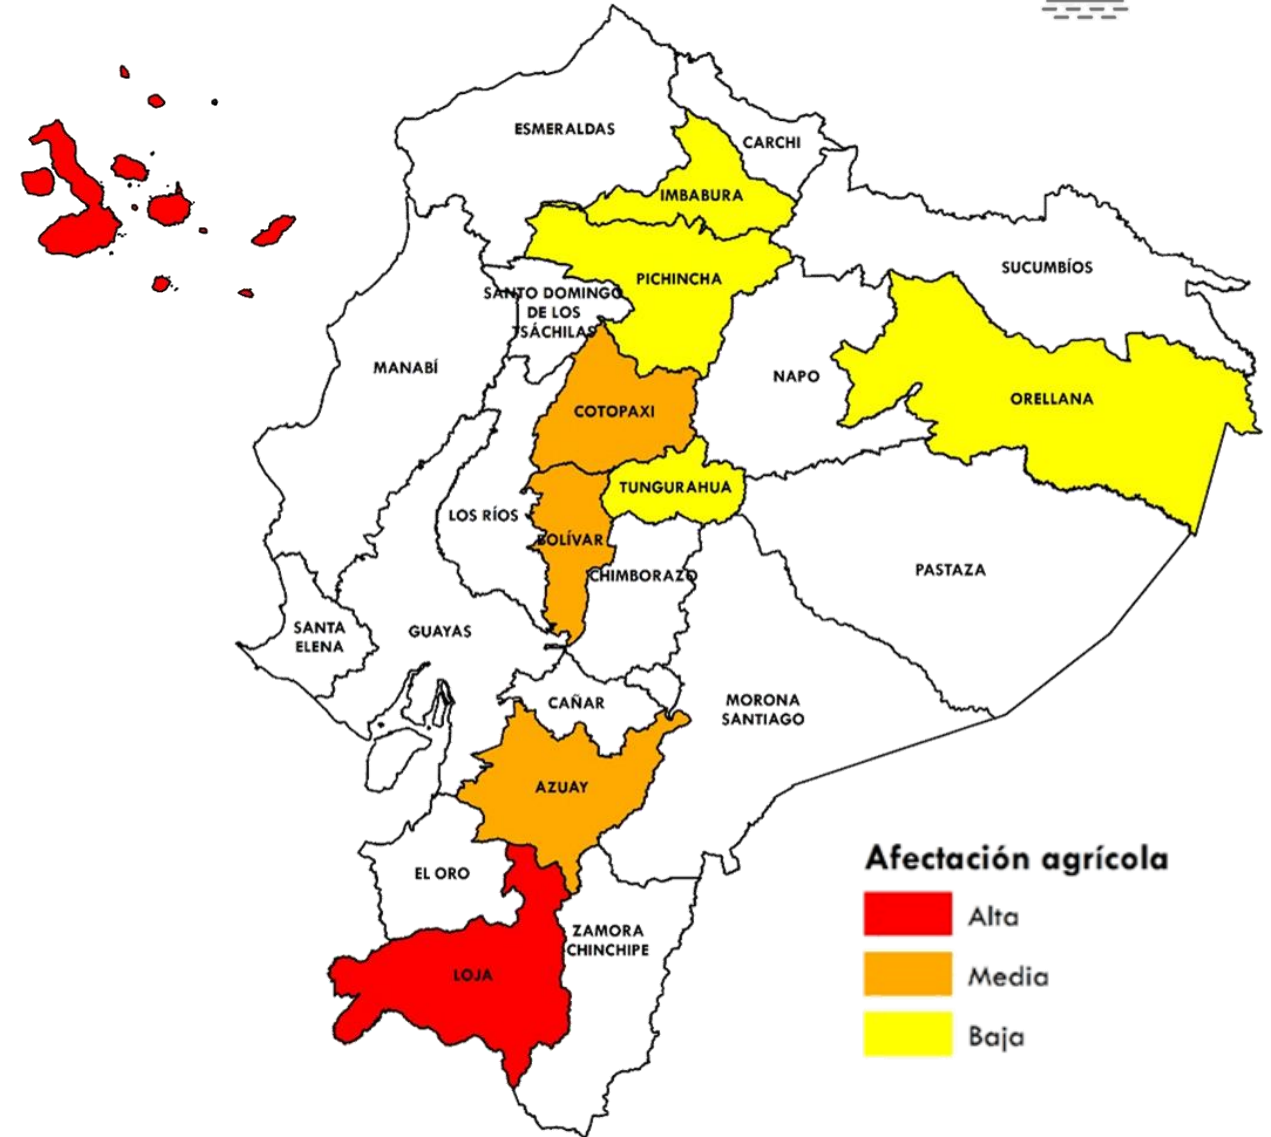 ESMERALDAS
CARCHI
IMBABURA
SUCUMBÍOS
PICHINCHA
SANTO DOMINGO
DE LOS
TSÁCHILAS
MANABÍ
NAPO
ORELLANA
COTOPAXI
TUNGURAHUA
LOS RÍOS
BOLÍVAR
CHIMBORAZO
PASTAZA
SANTA
ELENA
GUAYAS
CAÑAR
MORONA
SANTIAGO
AZUAY
EL ORO
ZAMORA
CHINCHIPE
LOJA
Afectación agrícola
Alta
Media
Baja